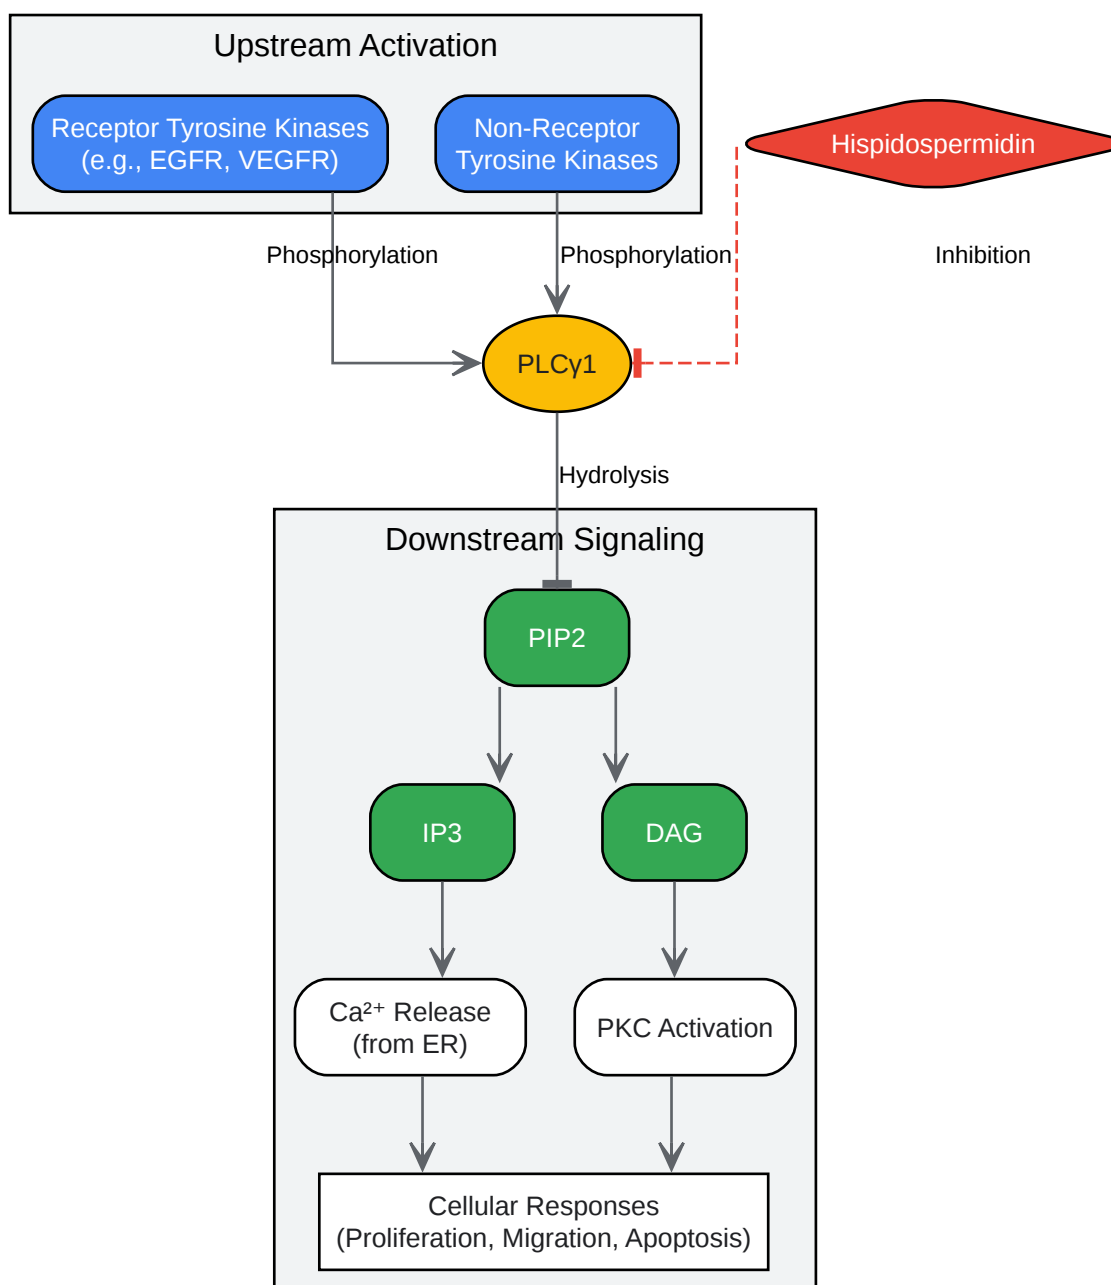 Upstream Activation
Receptor Tyrosine Kinases
(e.g., EGFR, VEGFR)
Non-Receptor
Tyrosine Kinases
Hispidospermidin
Phosphorylation
Phosphorylation
Inhibition
PLCγ1
Hydrolysis
Downstream Signaling
PIP2
IP3
DAG
Ca²⁺ Release
(from ER)
PKC Activation
Cellular Responses
(Proliferation, Migration, Apoptosis)